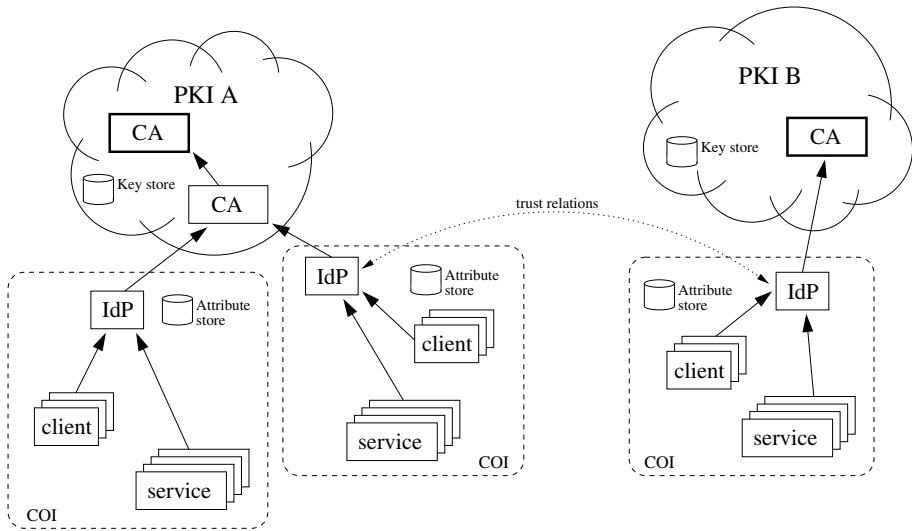 PKI A
CA
Key store
CA
PKI B
CA
Key store
trust relations
IdP
Attribute
store
client
service
COI
IdP
Attribute
store
client
service
COI
IdP
Attribute
store
client
service
COI